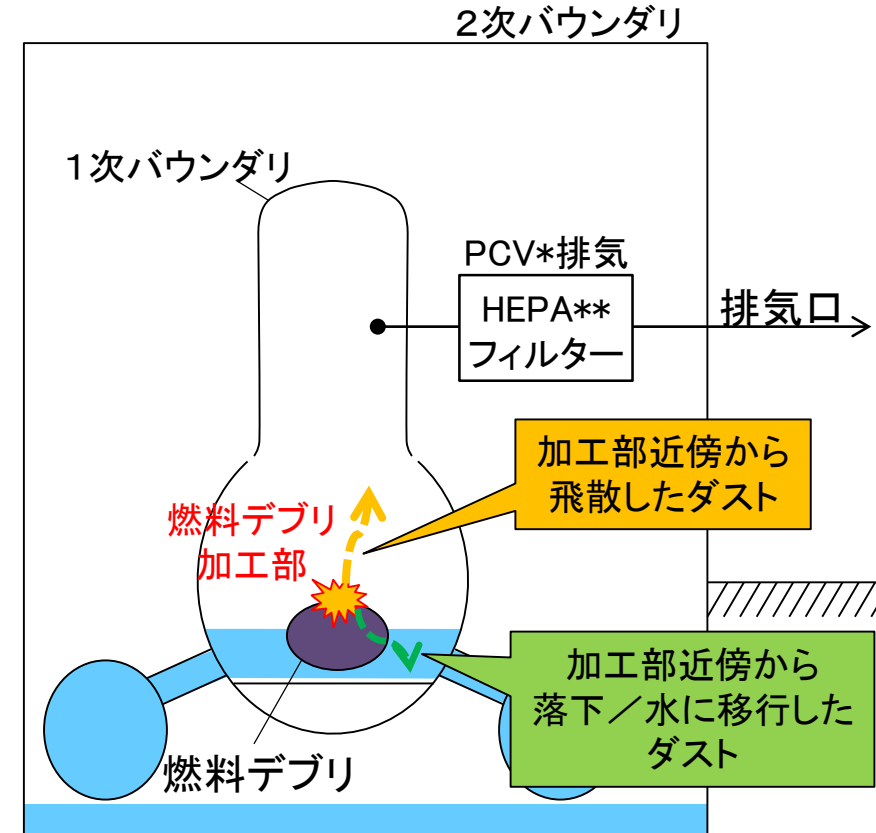 ２次バウンダリ
１次バウンダリ
PCV*排気
HEPA**
フィルター
排気口
加工部近傍から
飛散したダスト
燃料デブリ
加工部
加工部近傍から
落下／水に移行した
ダスト
燃料デブリ